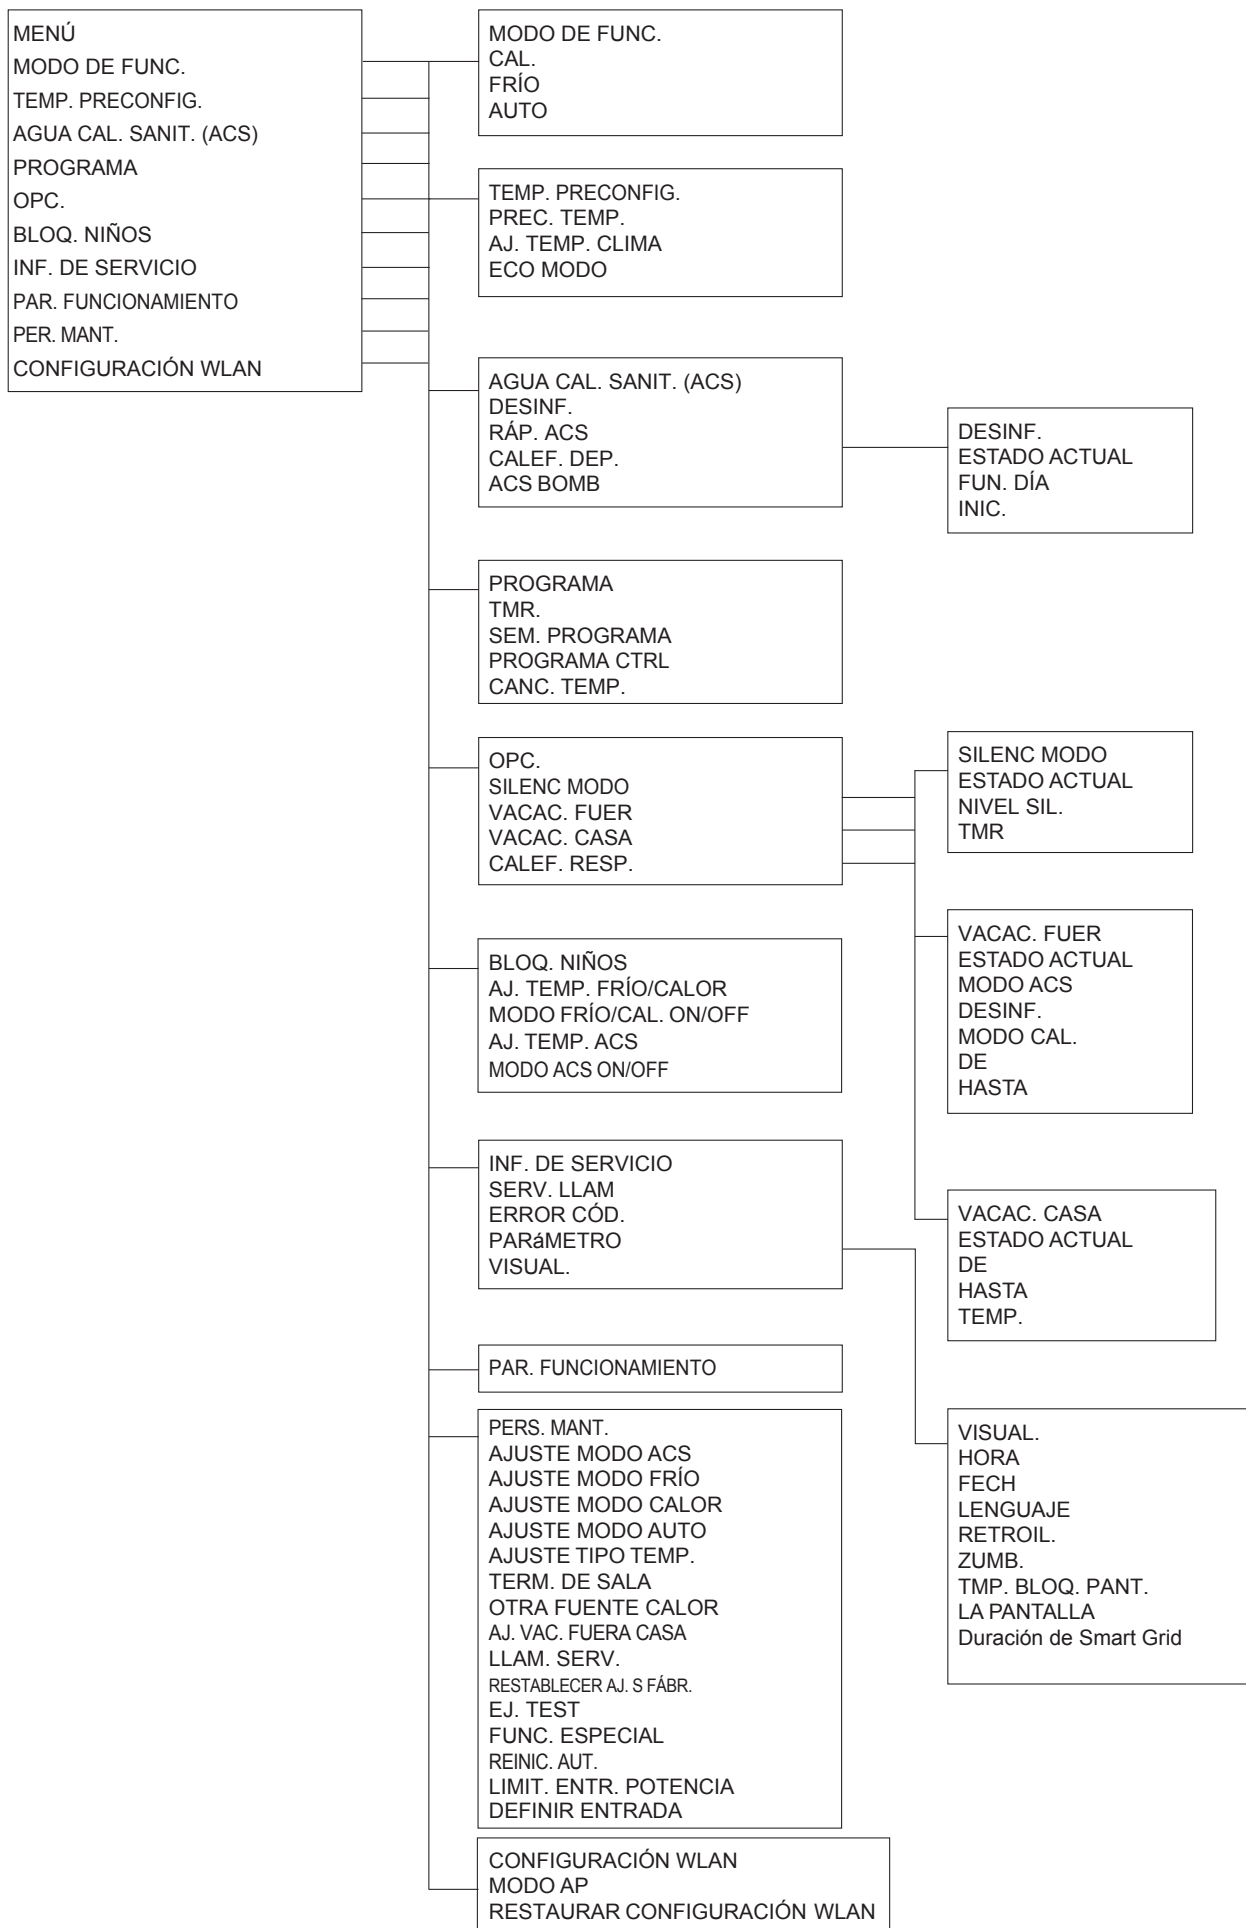 MENÚ
MODO DE FUNC.
TEMP. PRECONFIG.
AGUA CAL. SANIT. (ACS)
PROGRAMA
OPC.
BLOQ. NIÑOS
INF. DE SERVICIO
PAR. FUNCIONAMIENTO
PER. MANT.
CONFIGURACIÓN WLAN
MODO DE FUNC.
CAL.
FRÍO
AUTO
TEMP. PRECONFIG.
PREC. TEMP.
AJ. TEMP. CLIMA
ECO MODO
AGUA CAL. SANIT. (ACS)
DESINF.
RÁP. ACS
CALEF. DEP.
ACS BOMB
DESINF.
ESTADO ACTUAL
FUN. DÍA
INIC.
PROGRAMA
TMR.
SEM. PROGRAMA
PROGRAMA CTRL
CANC. TEMP.
OPC.
SILENC MODO
VACAC. FUER
VACAC. CASA
CALEF. RESP.
SILENC MODO
ESTADO ACTUAL
NIVEL SIL.
TMR
VACAC. FUER
ESTADO ACTUAL
MODO ACS
DESINF.
MODO CAL.
DE
HASTA
VACAC. CASA
ESTADO ACTUAL
DE
HASTA
TEMP.
BLOQ. NIÑOS
AJ. TEMP. FRÍO/CALOR
MODO FRÍO/CAL. ON/OFF
AJ. TEMP. ACS
MODO ACS ON/OFF
INF. DE SERVICIO
SERV. LLAM
ERROR CÓD.
PARáMETRO
VISUAL.
VISUAL.
HORA
FECH
LENGUAJE
RETROIL.
ZUMB.
TMP. BLOQ. PANT.
LA PANTALLA
Duración de Smart Grid
PAR. FUNCIONAMIENTO
PERS. MANT.
AJUSTE MODO ACS
AJUSTE MODO FRÍO
AJUSTE MODO CALOR
AJUSTE MODO AUTO
AJUSTE TIPO TEMP.
TERM. DE SALA
OTRA FUENTE CALOR
AJ. VAC. FUERA CASA
LLAM. SERV.
RESTABLECER AJ. S FÁBR.
EJ. TEST
FUNC. ESPECIAL
REINIC. AUT.
LIMIT. ENTR. POTENCIA
DEFINIR ENTRADA
CONFIGURACIÓN WLAN
MODO AP
RESTAURAR CONFIGURACIÓN WLAN